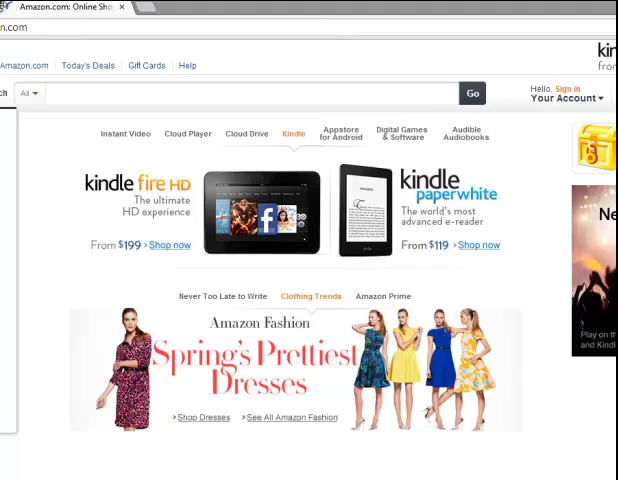 Amazon.com: Online Sho
n.com
Amazon.com Today's Deals Gift Cards Help
kin
fro
ch All Go
Hello. Sign in
Your Account
Instant Video Cloud Player Cloud Drive Kindle Appstore for Android Digital Games & Software Audible Audiobooks
kindle fire HD
The ultimate
HD experience
From $199 › Shop now
kindle
paperwhite
The world's most
advanced e-reader
From $119 › Shop now
Ne
Play on th
and Kindl
Never Too Late to Write Clothing Trends Amazon Prime
Amazon Fashion
Spring's Prettiest
Dresses
› Shop Dresses › See All Amazon Fashion